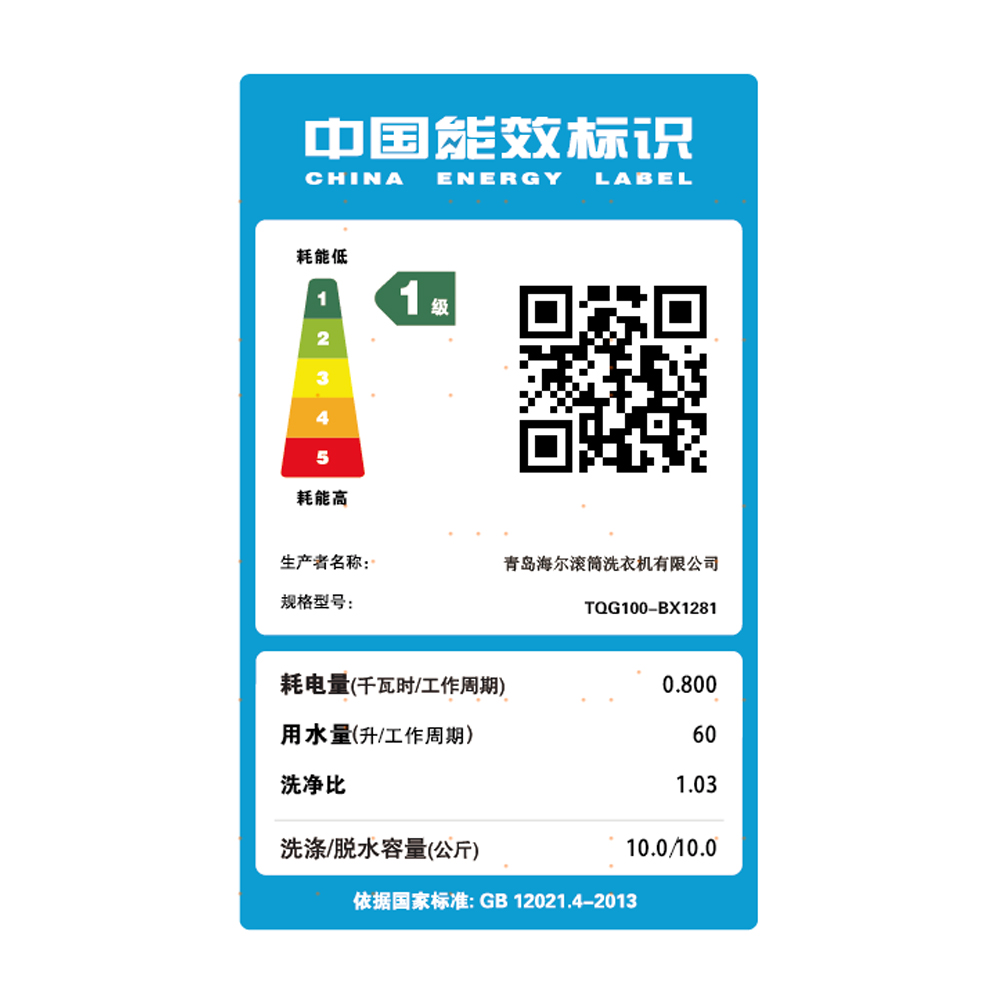 中国能效标识
CHINA ENERGY LABEL
耗能低
1
1级
2
3
4
5
耗能高
生产者名称:
青岛海尔滚筒洗衣机有限公司
规格型号:
TQG100-BX1281
耗电量(千瓦时/工作周期) 0.800
用水量(升/工作周期) 60
洗净比 1.03
洗涤/脱水容量(公斤) 10.0/10.0
依据国家标准: GB 12021.4-2013